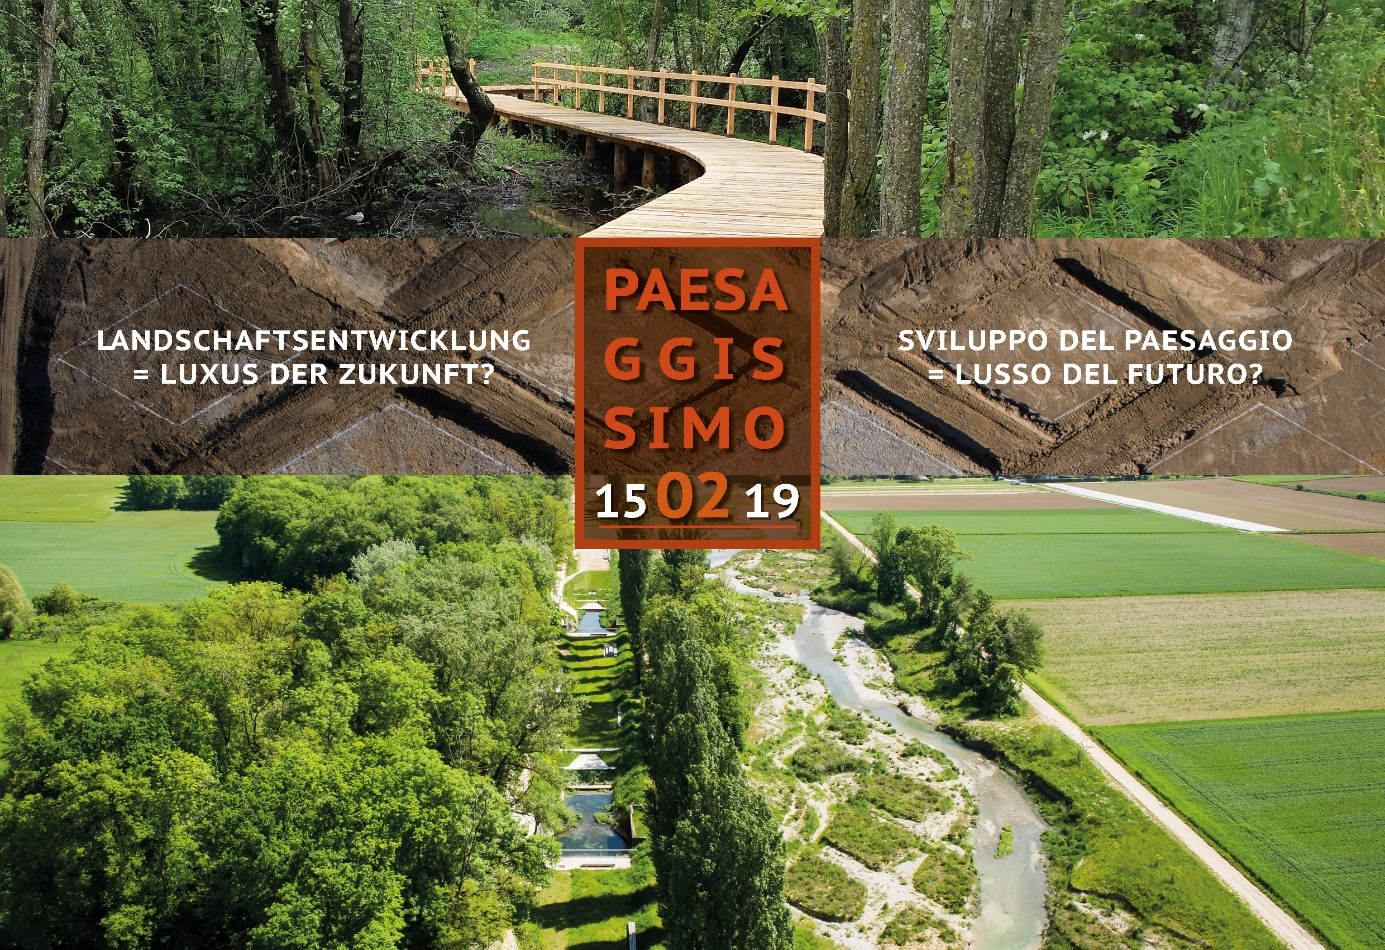 LANDSCHAFTSENTWICKLUNG
= LUXUS DER ZUKUNFT?
PAESA
GGIS
SIMO
15 02 19
SVILUPPO DEL PAESAGGIO
= LUSSO DEL FUTURO?